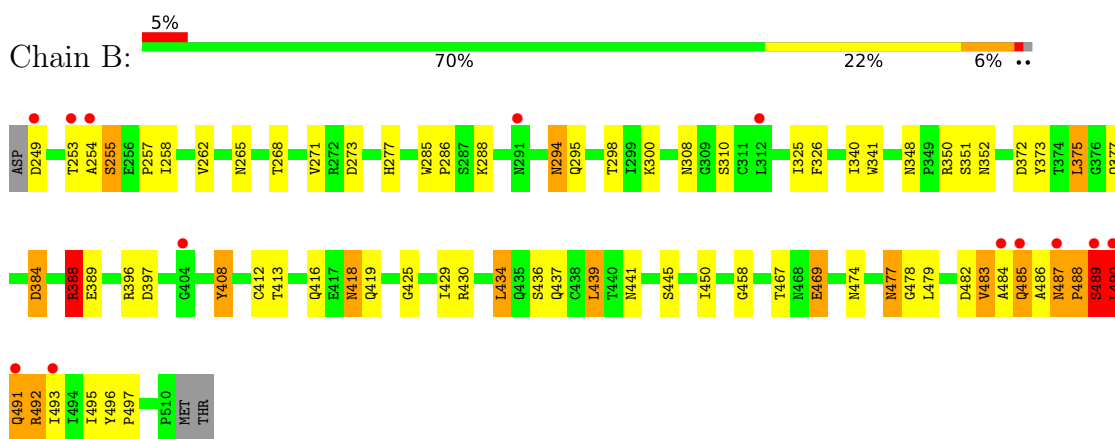 5%
Chain B:
70% 22% 6% ••
ASP D249 T253 A254 S255 E256 P257 I258 V262 N265 T268 V271 R272 D273 H277 W285 P286 S287 K288 N291 N294 Q295 T298 I299 K300 N308 G309 S310 C311 L312 I325 F326 I340 W341 N348 P349 R350 S351 N352 D372 Y373 T374 L375 G376
D384 R388 E389 R396 D397 G404 Y408 C412 T413 Q416 E417 N418 Q419 G425 I429 R430 L434 Q435 S436 Q437 C438 L439 T440 N441 S445 I450 G458 T467 N468 E469 N474 N477 G478 L479 D482 V483 A484 Q485 A486 N487 P488 S489
Q491 R492 I493 I494 I495 Y496 P497 P510 MET THR